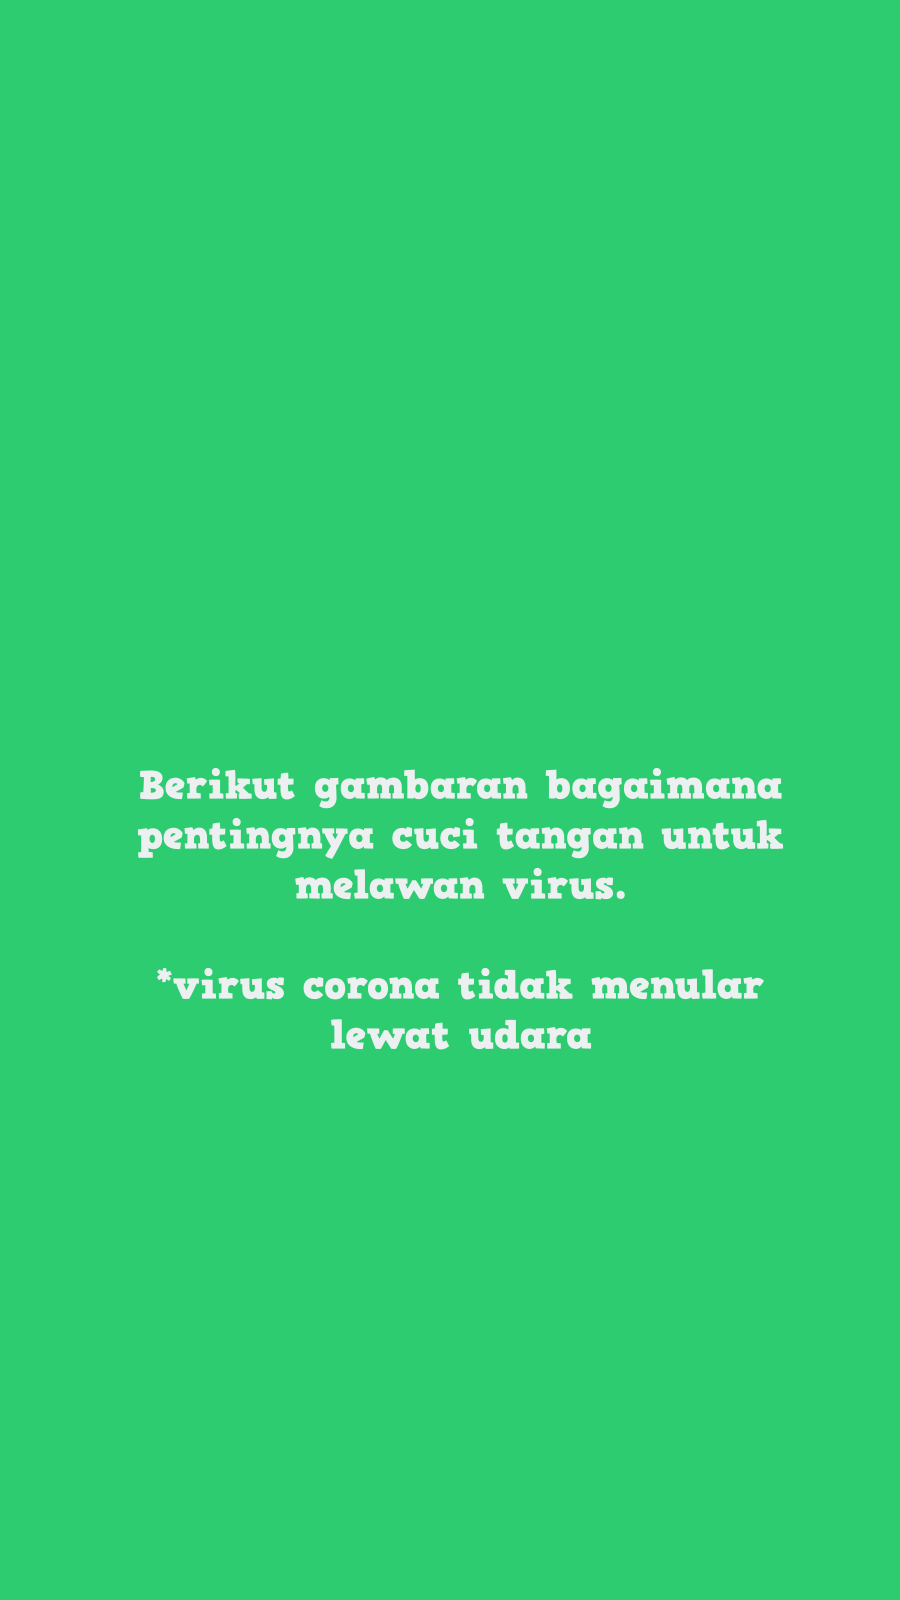 Berikut gambaran bagaimana
pentingnya cuci tangan untuk
melawan virus.
*virus corona tidak menular
lewat udara